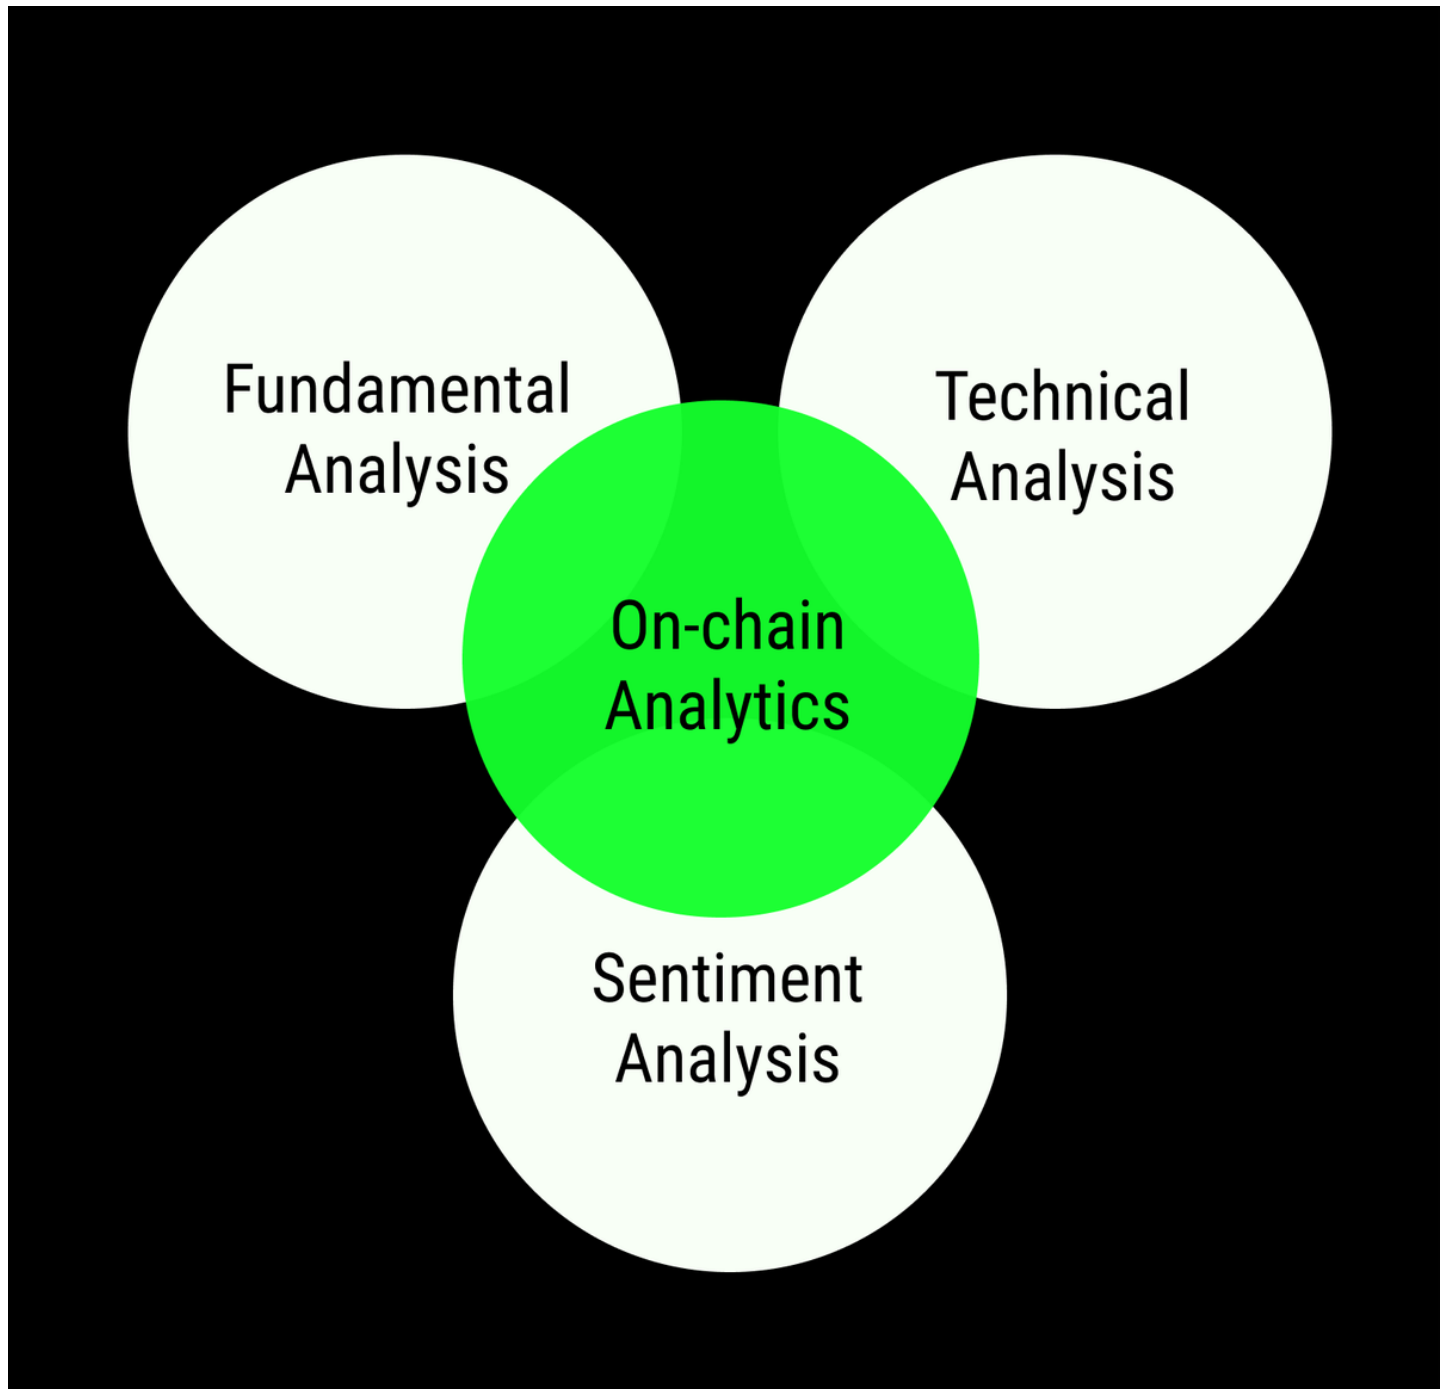 Fundamental
Analysis
Technical
Analysis
On-chain
Analytics
Sentiment
Analysis